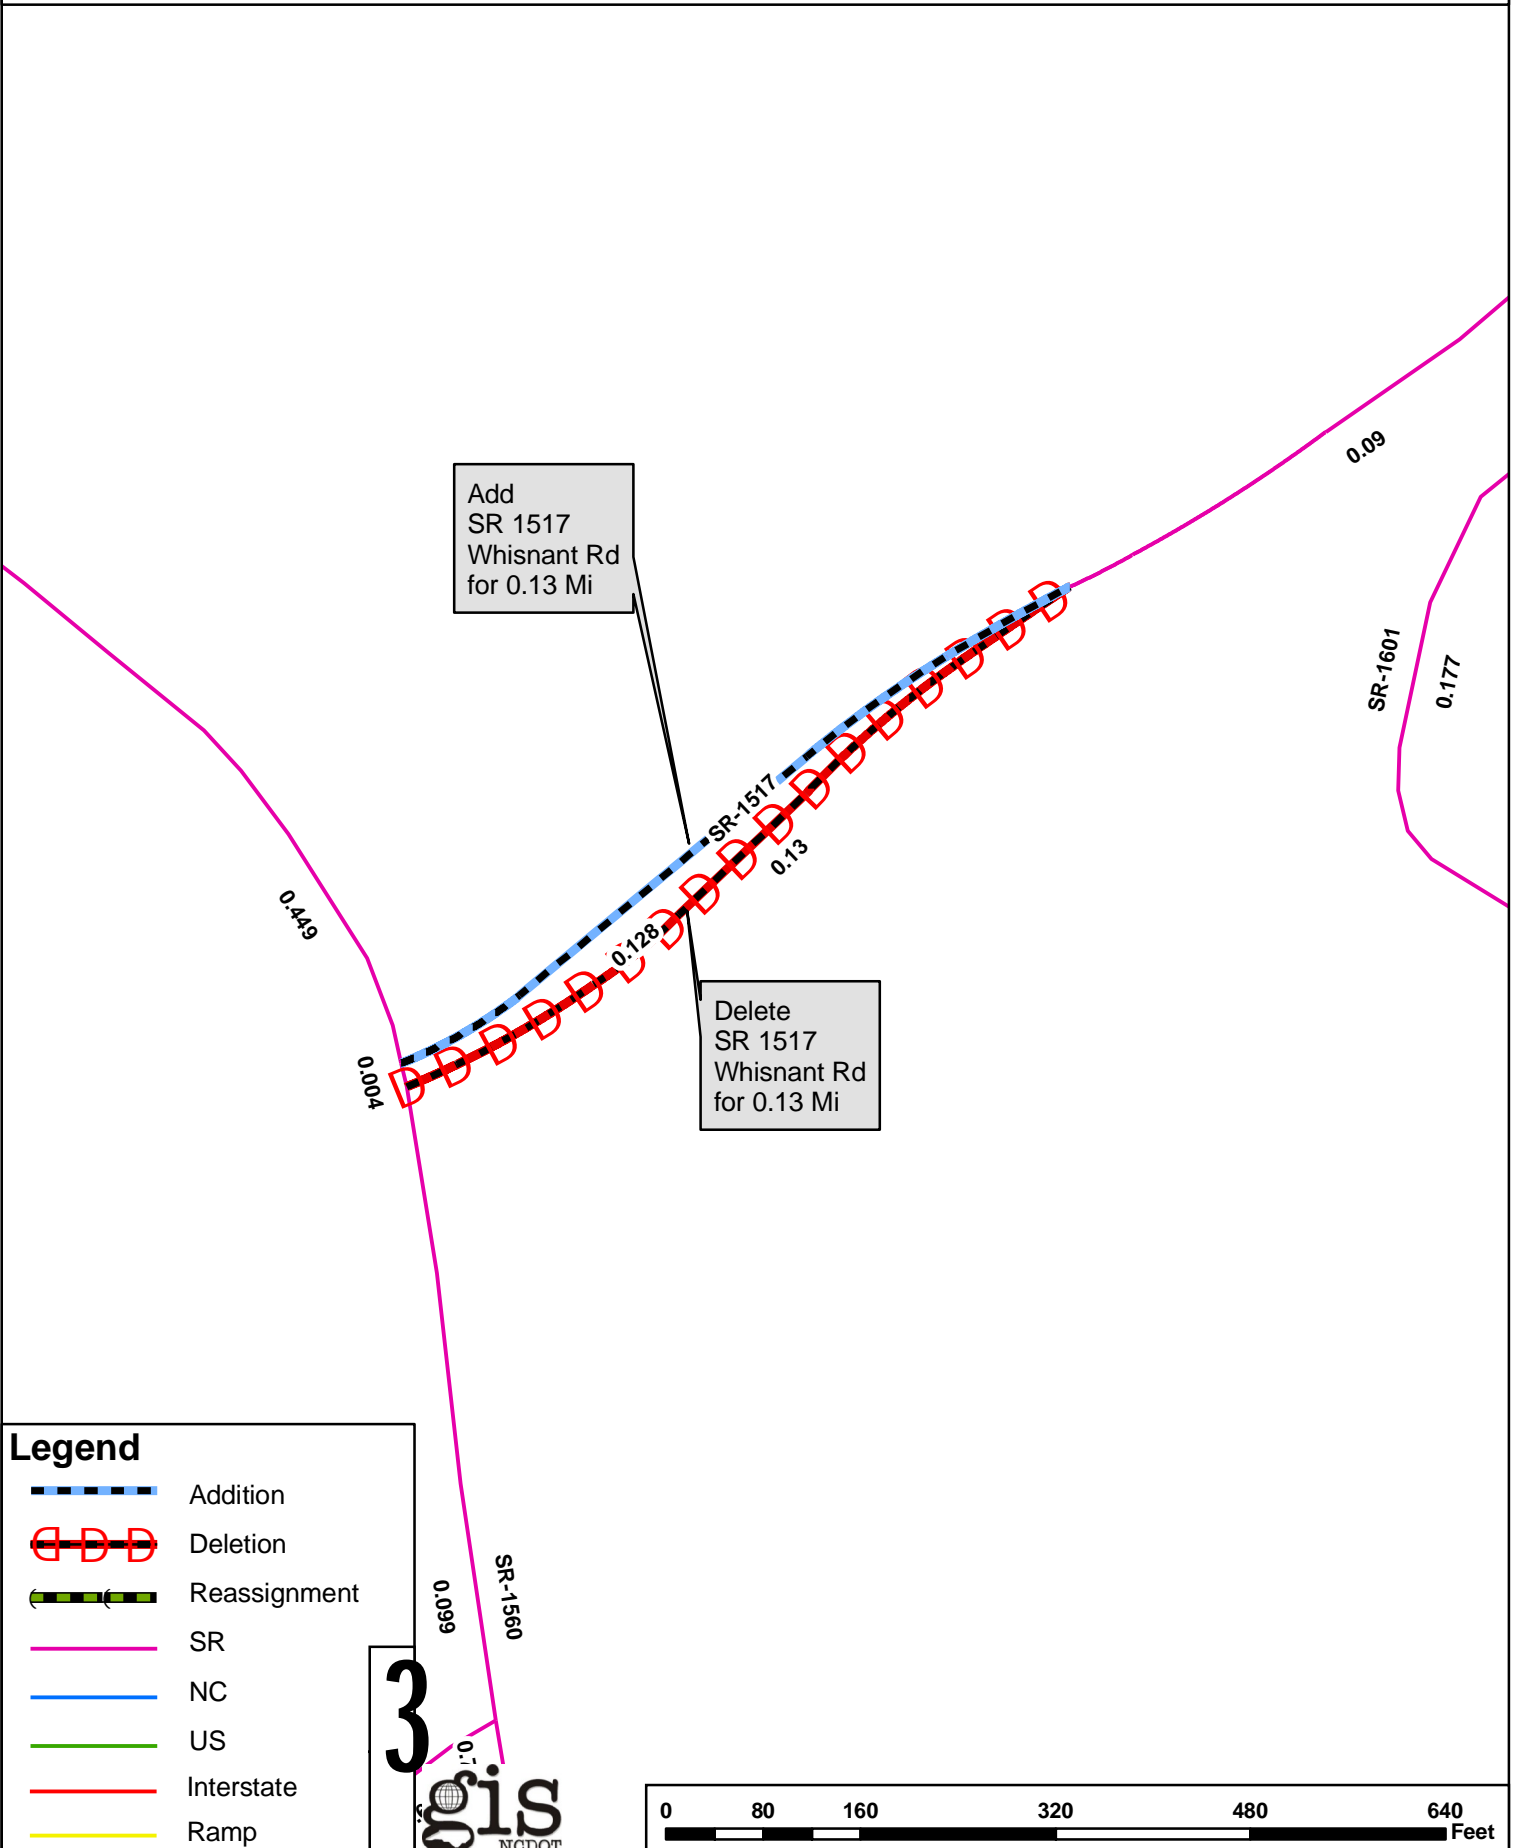 0.09
Add
SR 1517
Whisnant Rd
for 0.13 Mi
SR-1601
0.177
SR-1517
0.13
0.449
0.128
Delete
SR 1517
Whisnant Rd
for 0.13 Mi
0.004
Legend
Addition
Deletion
Reassignment
SR
NC
US
Interstate
Ramp
0.099
SR-1560
3
gis
NCDOT
0 80 160 320 480 640
Feet